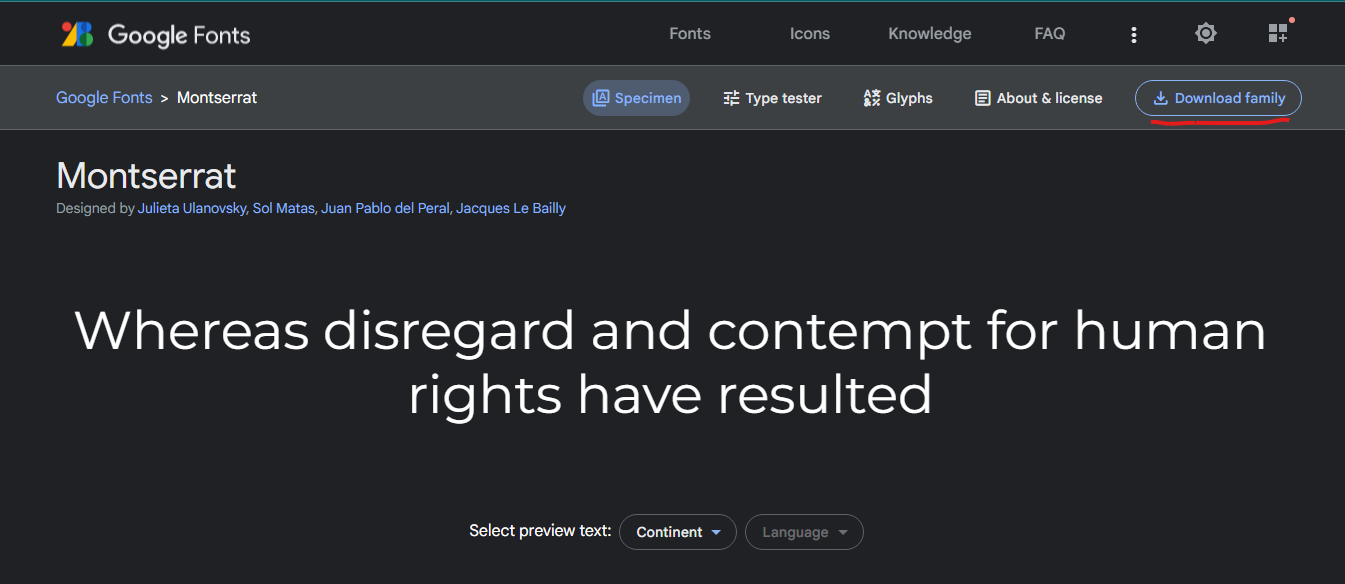 Google Fonts Fonts Icons Knowledge FAQ
Google Fonts > Montserrat Specimen Type tester Glyphs About & license Download family
Montserrat
Designed by Julieta Ulanovsky, Sol Matas, Juan Pablo del Peral, Jacques Le Bailly
Whereas disregard and contempt for human
rights have resulted
Select preview text: Continent Language